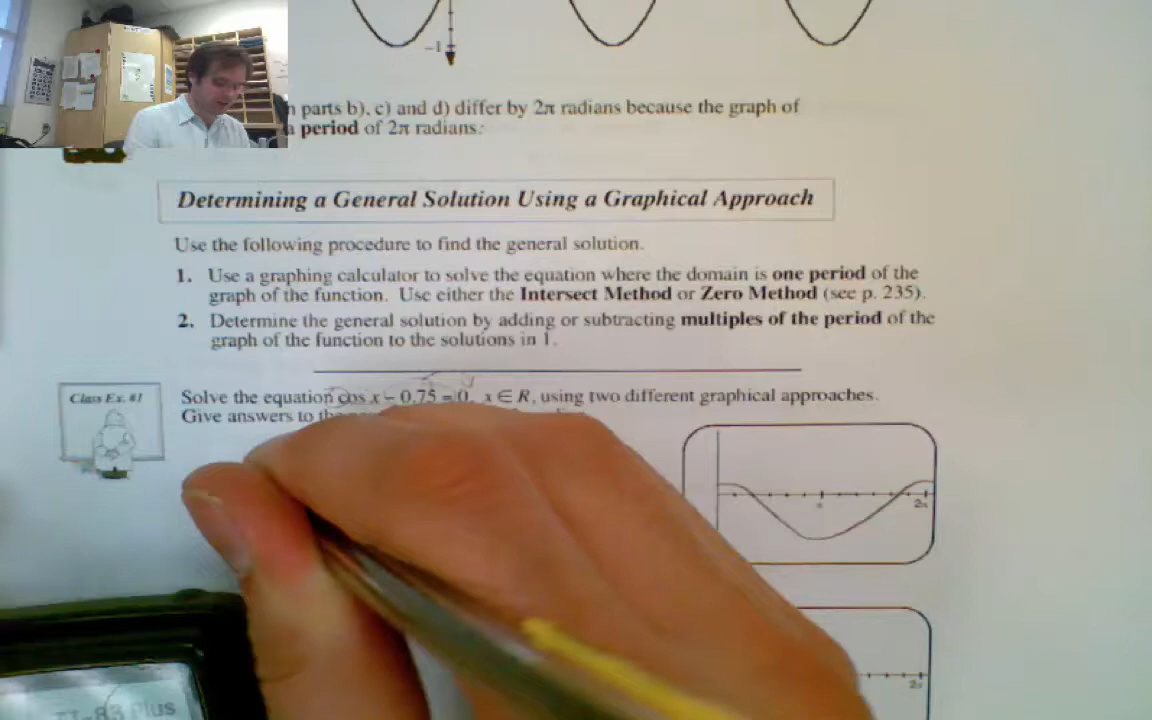 -1
n parts b), c) and d) differ by 2π radians because the graph of
a period of 2π radians.
Determining a General Solution Using a Graphical Approach
Use the following procedure to find the general solution.
1. Use a graphing calculator to solve the equation where the domain is one period of the
graph of the function. Use either the Intersect Method or Zero Method (see p. 235).
2. Determine the general solution by adding or subtracting multiples of the period of the
graph of the function to the solutions in 1.
Class Ex. #1
Solve the equation cos x − 0.75 = 0, x ∈ R, using two different graphical approaches.
Give answers to the
π
2π
2π
TI-83 Plus